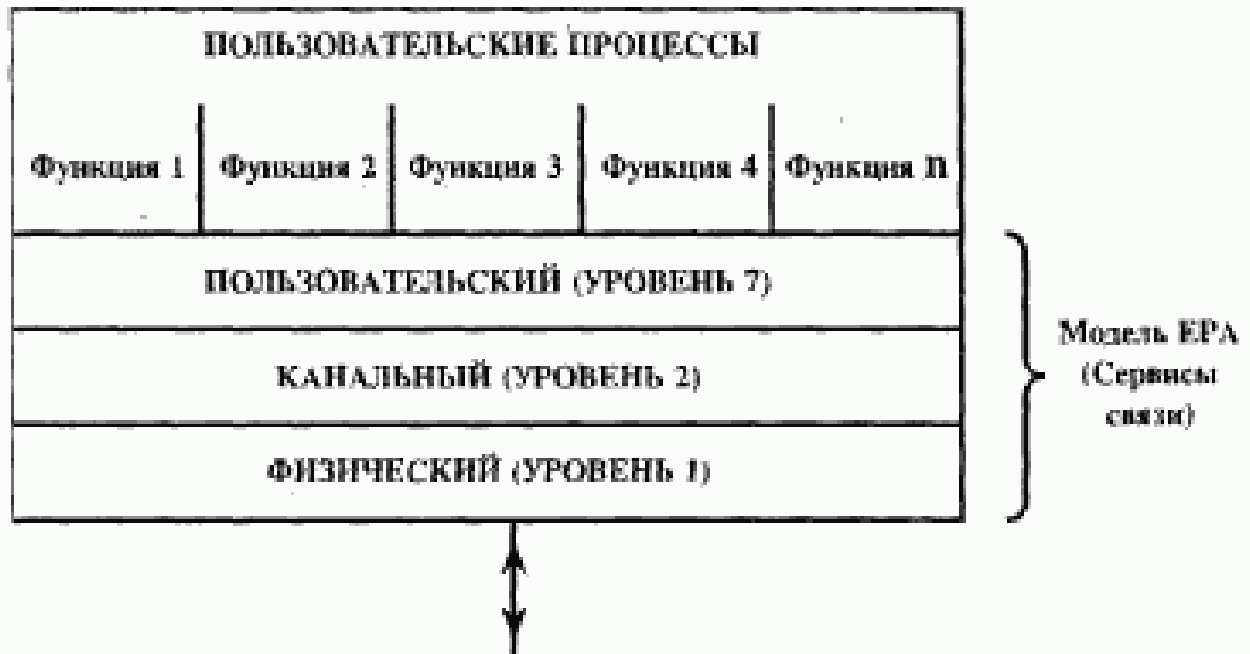 ПОЛЬЗОВАТЕЛЬСКИЕ ПРОЦЕССЫ
Функция 1
Функция 2
Функция 3
Функция 4
Функция n
ПОЛЬЗОВАТЕЛЬСКИЙ (УРОВЕНЬ 7)
КАНАЛЬНЫЙ (УРОВЕНЬ 2)
ФИЗИЧЕСКИЙ (УРОВЕНЬ 1)
Модель EPA
(Сервисы
связи)